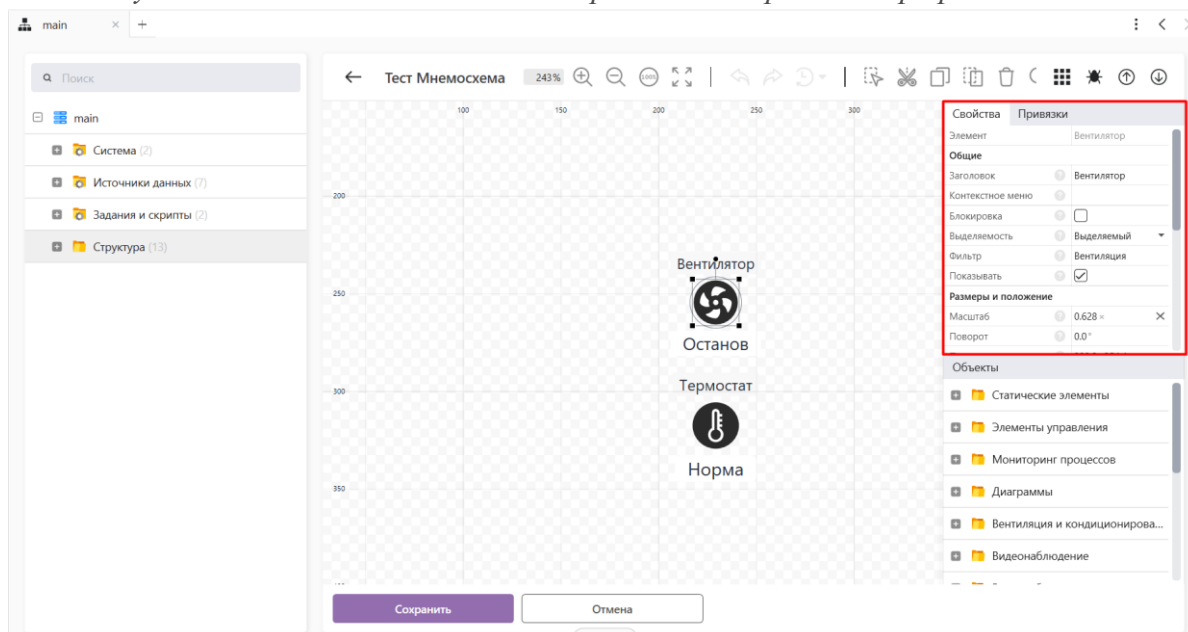 main × +
Поиск
Тест Мнемосхема 243% 100%
main
Система (2)
Источники данных (7)
Задания и скрипты (2)
Структура (13)
100 150 200 250 300
200
250
300
350
Вентилятор
Останов
Термостат
Норма
Свойства Привязки
Элемент Вентилятор
Общие
Заголовок ? Вентилятор
Контекстное меню ?
Блокировка ?
Выделяемость ? Выделяемый
Фильтр ? Вентиляция
Показывать ?
Размеры и положение
Масштаб ? 0.628 × ×
Поворот ? 0.0 °
Объекты
Статические элементы
Элементы управления
Мониторинг процессов
Диаграммы
Вентиляция и кондиционирова...
Видеонаблюдение
Сохранить Отмена